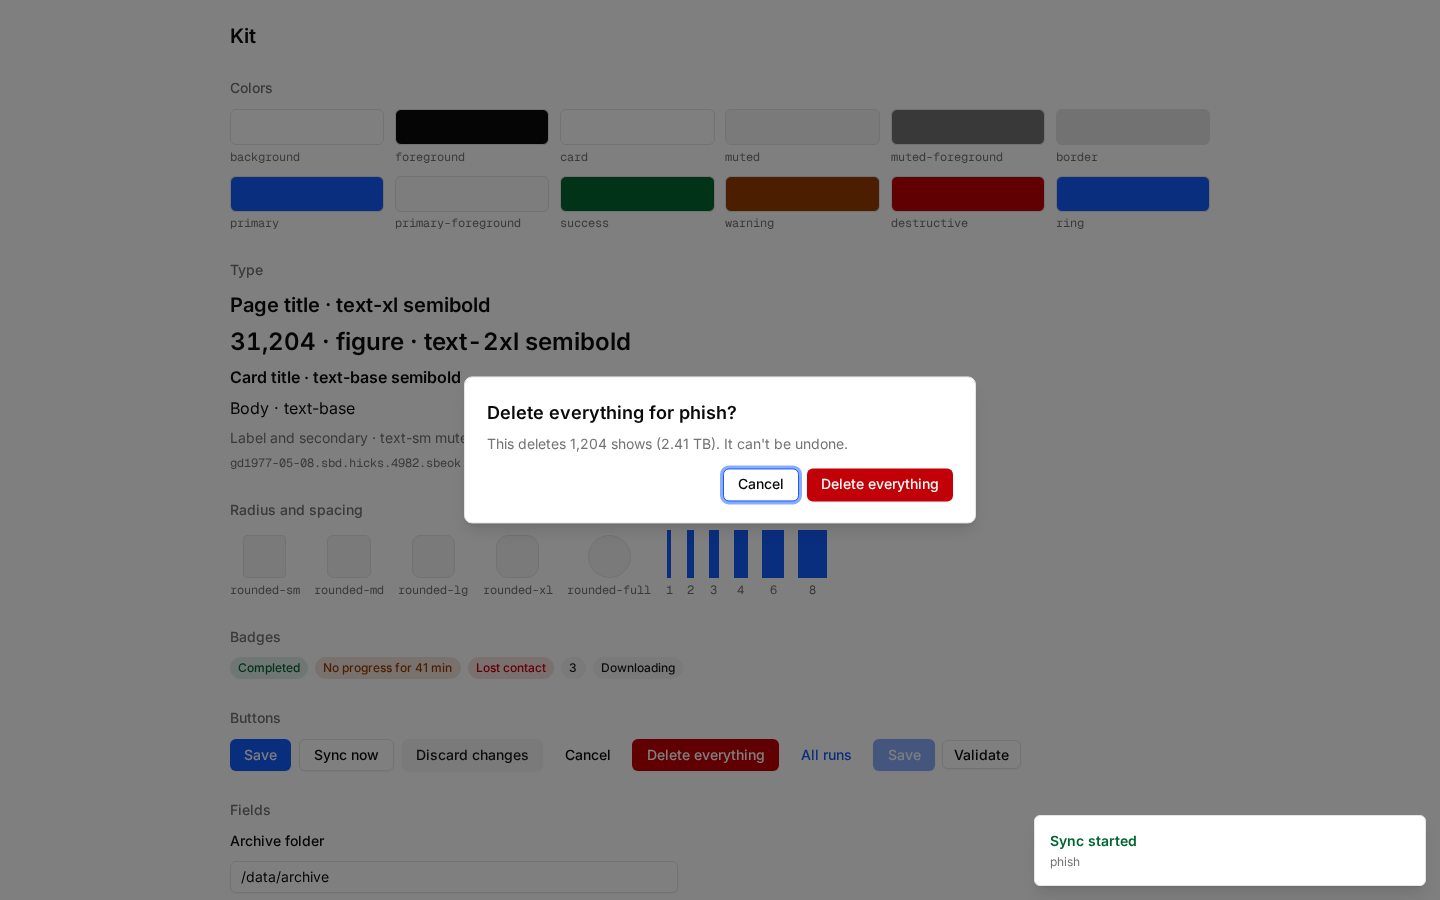 Kit
Colors
background foreground card muted muted-foreground border
primary primary-foreground success warning destructive ring
Type
Page title · text-xl semibold
31,204 · figure · text-2xl semibold
Card title · text-base semibold
Body · text-base
Label and secondary · text-sm mute
gd1977-05-08.sbd.hicks.4982.sbeok
Delete everything for phish?
This deletes 1,204 shows (2.41 TB). It can't be undone.
Cancel Delete everything
Radius and spacing
rounded-sm rounded-md rounded-lg rounded-xl rounded-full 1 2 3 4 6 8
Badges
Completed No progress for 41 min Lost contact 3 Downloading
Buttons
Save Sync now Discard changes Cancel Delete everything All runs Save Validate
Fields
Archive folder
/data/archive
Sync started
phish